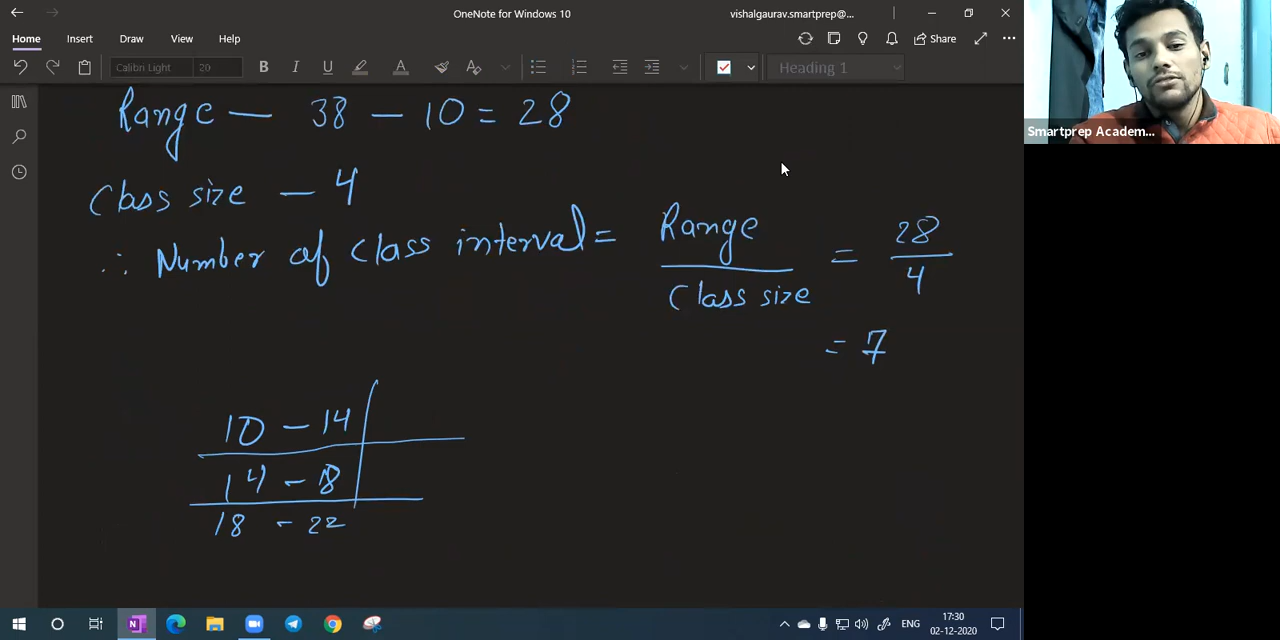 OneNote for Windows 10
vishalgaurav.smartprep@...
Home Insert Draw View Help
Share
Calibri Light 20 B I U A Heading 1
Range — 38 — 10 = 28
Class size — 4
∴ Number of Class interval = Range / Class size = 28 / 4
= 7
10 – 14
14 – 18
18 - 22
Smartprep Academ...
ENG
17:30
02-12-2020